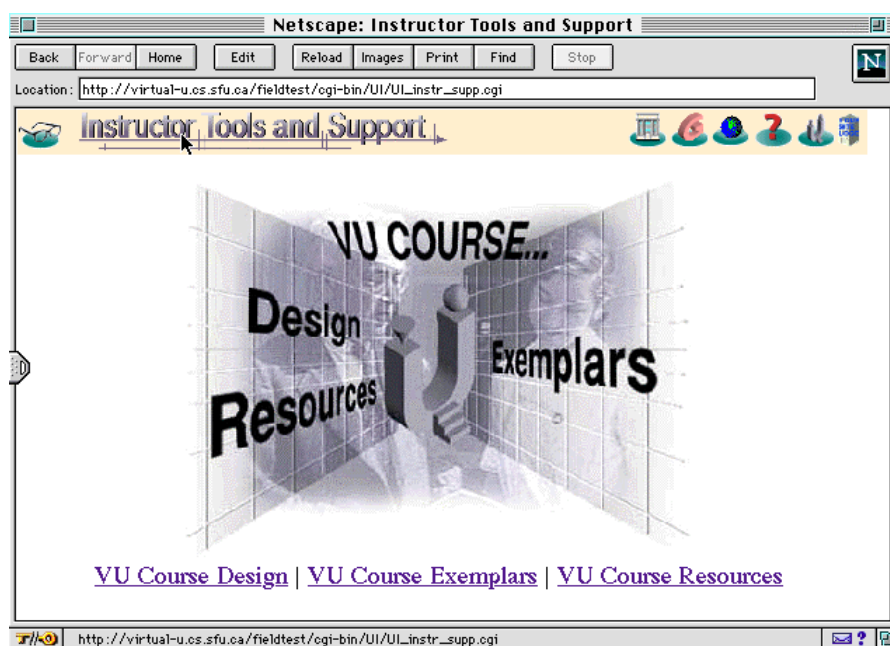 Netscape: Instructor Tools and Support
Back Forward Home Edit Reload Images Print Find Stop
N
Location: http://virtual-u.cs.sfu.ca/fieldtest/cgi-bin/UI/UI_instr_supp.cgi
Instructor Tools and Support
VU COURSE...
Design
Exemplars
Resources
VU Course Design | VU Course Exemplars | VU Course Resources
http://virtual-u.cs.sfu.ca/fieldtest/cgi-bin/UI/UI_instr_supp.cgi